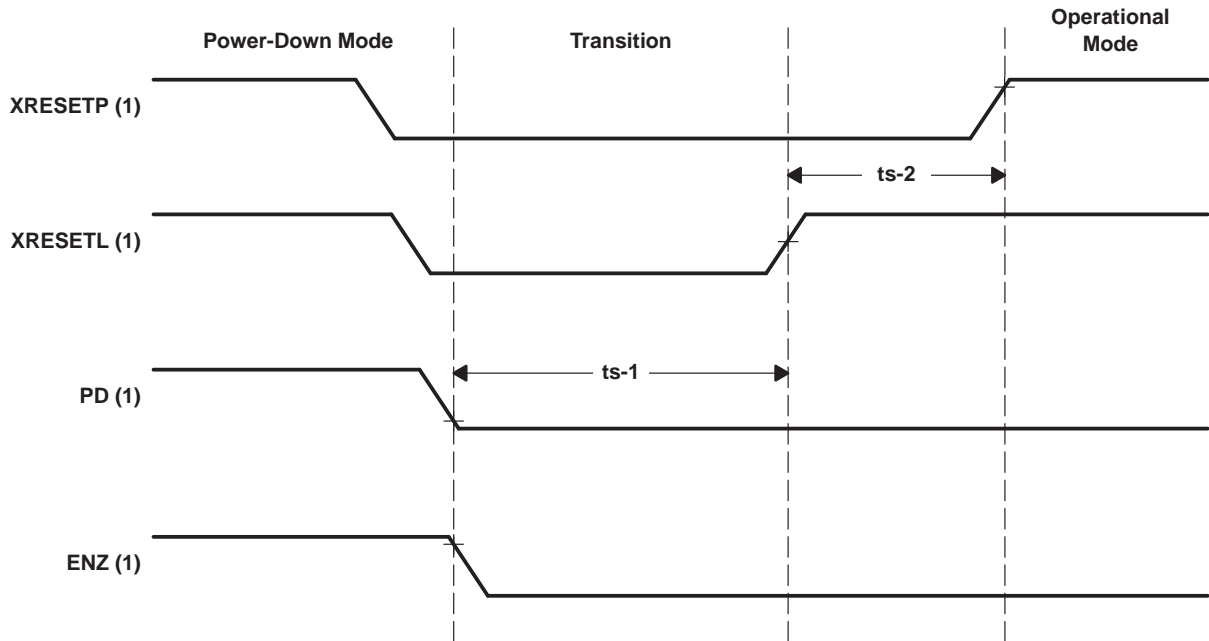 Power-Down Mode
Transition
Operational
Mode
XRESETP (1)
ts-2
XRESETL (1)
ts-1
PD (1)
ENZ (1)